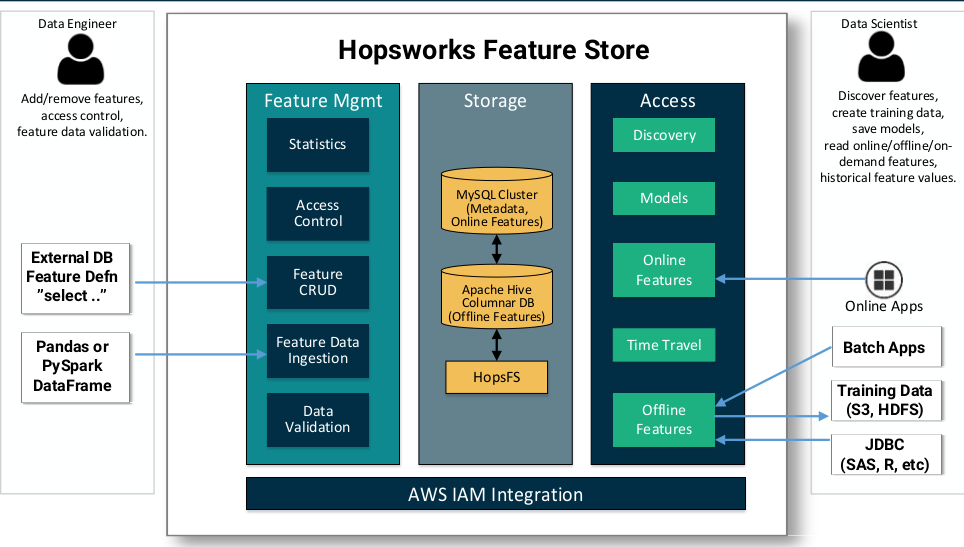 Data Engineer
Add/remove features,
access control,
feature data validation.
External DB
Feature Defn
”select ..”
Pandas or
PySpark
DataFrame
Hopsworks Feature Store
Feature Mgmt
Statistics
Access
Control
Feature
CRUD
Feature Data
Ingestion
Data
Validation
Storage
MySQL Cluster
(Metadata,
Online Features)
Apache Hive
Columnar DB
(Offline Features)
HopsFS
Access
Discovery
Models
Online
Features
Time Travel
Offline
Features
AWS IAM Integration
Data Scientist
Discover features,
create training data,
save models,
read online/offline/on-
demand features,
historical feature values.
Online Apps
Batch Apps
Training Data
(S3, HDFS)
JDBC
(SAS, R, etc)